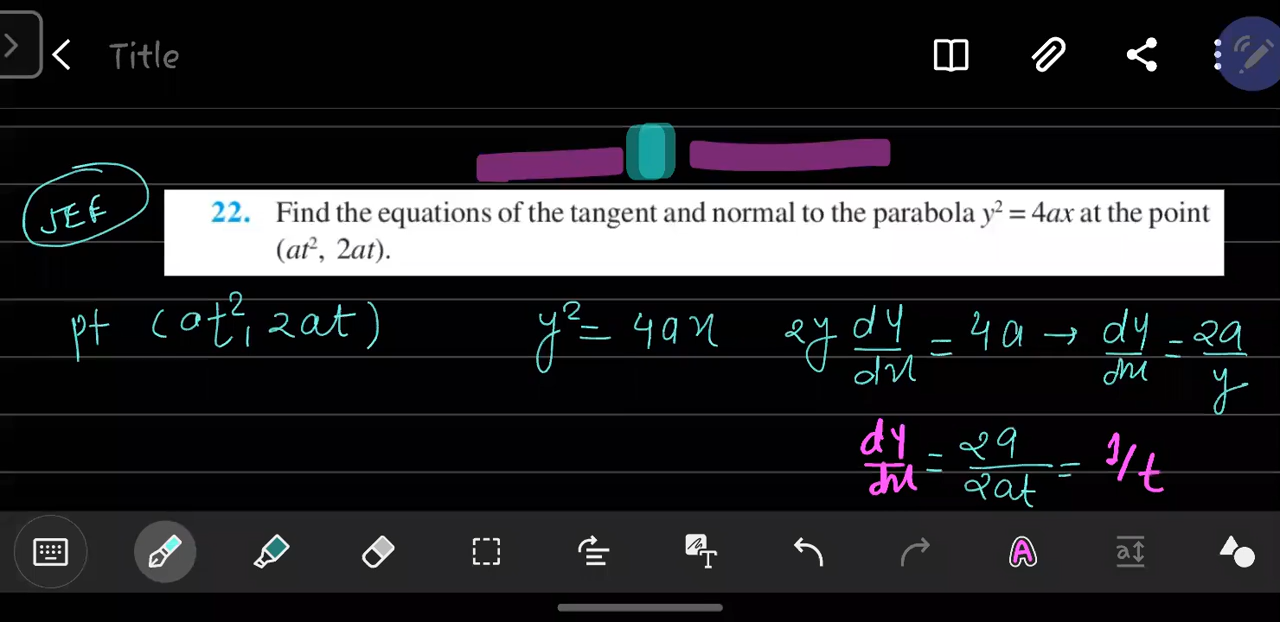 Title
JEE
22. Find the equations of the tangent and normal to the parabola y² = 4ax at the point
(at², 2at).
pt (at², 2at) y² = 4ax 2y dy/dx = 4a → dy/dx = 2a/y
dy/dx = 2a/2at = 1/t
T A a